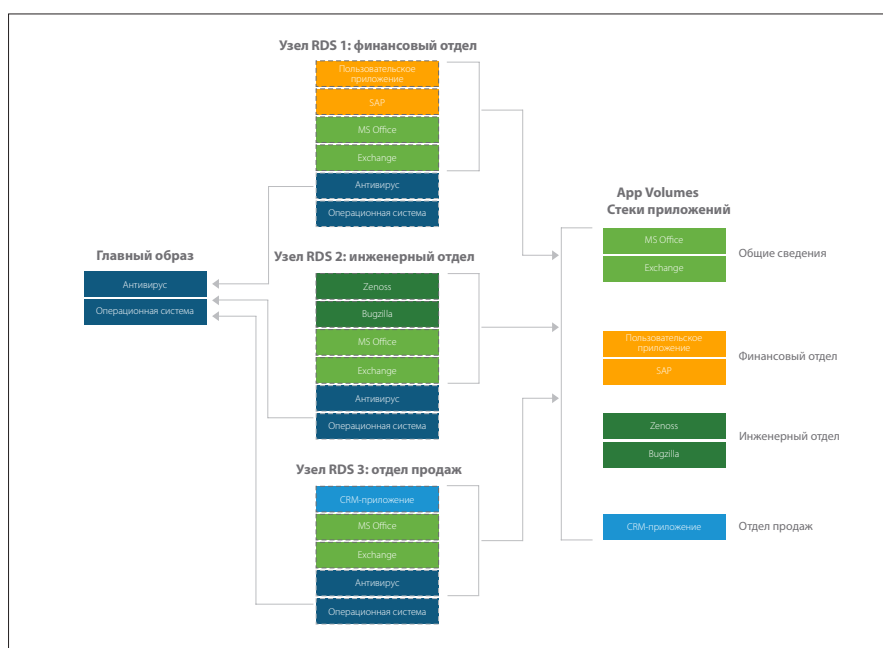 Узел RDS 1: финансовый отдел
Пользовательское
приложение
SAP
MS Office
Exchange
Антивирус
Операционная система
Главный образ
Антивирус
Операционная система
Узел RDS 2: инженерный отдел
Zenoss
Bugzilla
MS Office
Exchange
Антивирус
Операционная система
Узел RDS 3: отдел продаж
CRM-приложение
MS Office
Exchange
Антивирус
Операционная система
App Volumes
Стеки приложений
MS Office
Exchange
Общие сведения
Пользовательское
приложение
SAP
Финансовый отдел
Zenoss
Bugzilla
Инженерный отдел
CRM-приложение
Отдел продаж